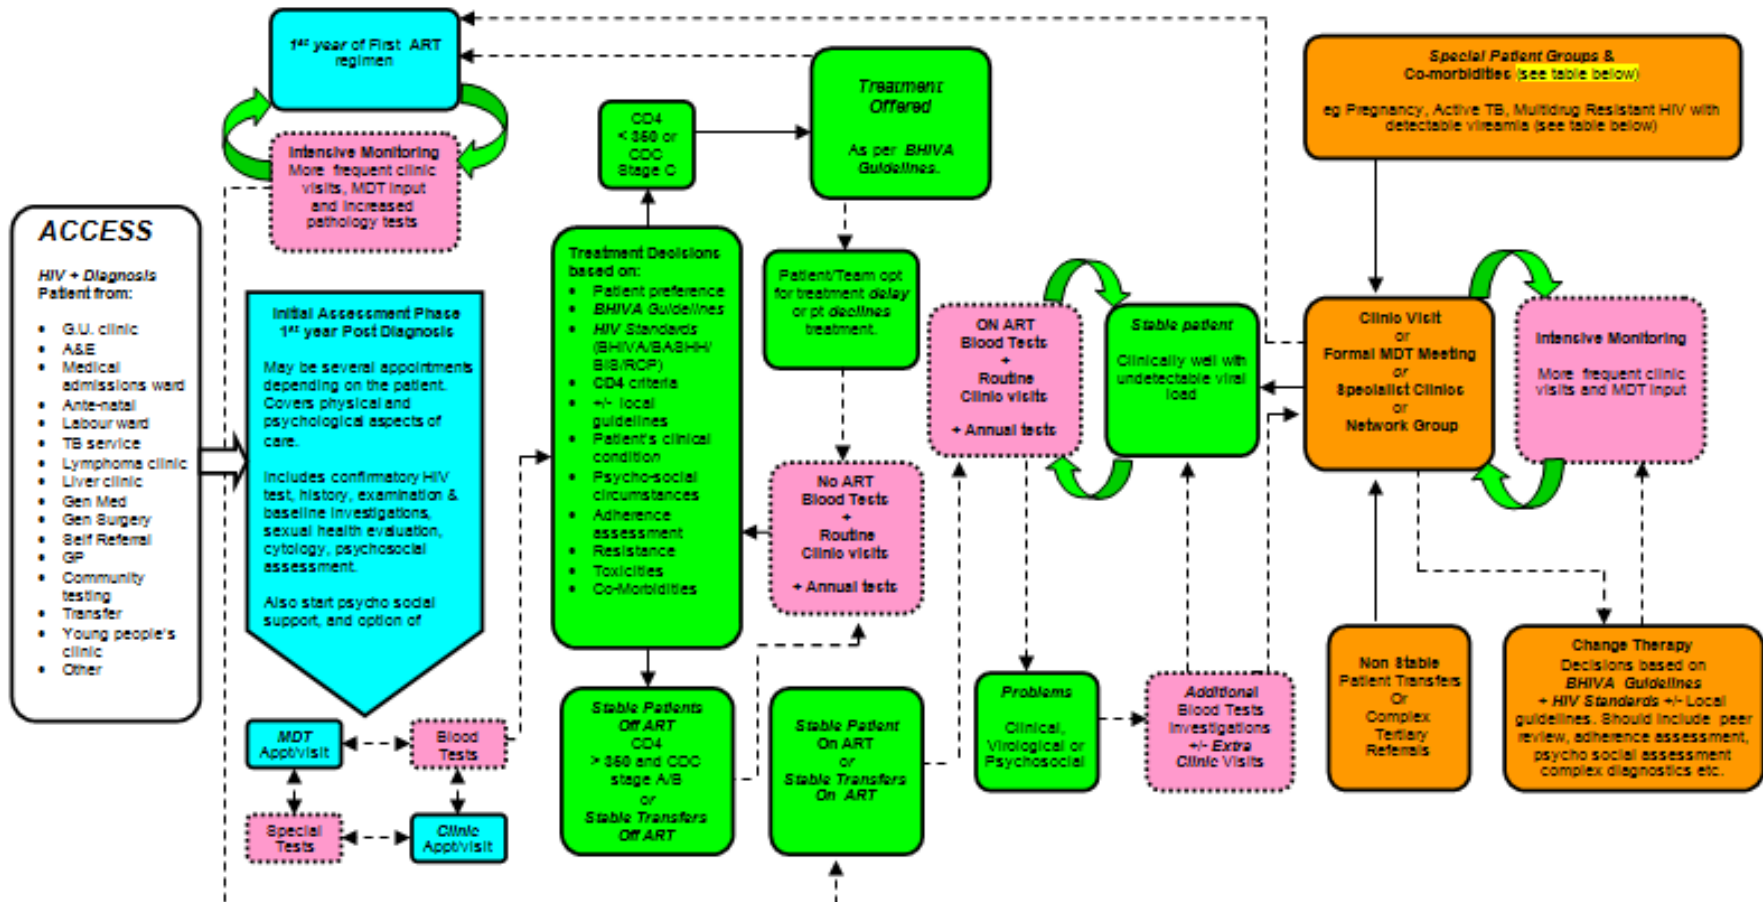 1st year of First ART
regimen
Intensive Monitoring
More frequent clinic
visits, MDT input
and increased
pathology tests
ACCESS
HIV + Diagnosis
Patient from:
• G.U. clinic
• A&E
• Medical
admissions ward
• Ante-natal
• Labour ward
• TB service
• Lymphoma clinic
• Liver clinic
• Gen Med
• Gen Surgery
• Self Referral
• GP
• Community
testing
• Transfer
• Young people's
clinic
• Other
Initial Assessment Phase
1st year Post Diagnosis
May be several appointments
depending on the patient.
Covers physical and
psychological aspects of
care.
Includes confirmatory HIV
test, history, examination &
baseline investigations,
sexual health evaluation,
cytology, psychosocial
assessment.
Also start psycho social
support, and option of
MDT
Appt/visit
Blood
Tests
Special
Tests
Clinic
Appt/visit
CD4
< 350 or
CDC
Stage C
Treatment
Offered
As per BHIVA
Guidelines.
Treatment Decisions
based on:
• Patient preference
• BHIVA Guidelines
• HIV Standards
(BHIVA/BASHH/
BIS/RCP)
• CD4 criteria
• +/- local
guidelines
• Patient's clinical
condition
• Psycho-social
circumstances
• Adherence
assessment
• Resistance
• Toxicities
• Co-Morbidities
Patient/Team opt
for treatment delay
or pt declines
treatment.
No ART
Blood Tests
+
Routine
Clinic visits
+ Annual tests
Stable Patients
Off ART
CD4
> 350 and CDC
stage A/B
or
Stable Transfers
Off ART
Stable Patient
On ART
or
Stable Transfers
On ART
ON ART
Blood Tests
+
Routine
Clinic visits
+ Annual tests
Stable patient
Clinically well with
undetectable viral
load
Problems
Clinical,
Virological or
Psychosocial
Additional
Blood Tests
Investigations
+/- Extra
Clinic Visits
Special Patient Groups &
Co-morbidities (see table below)
eg Pregnancy, Active TB, Multidrug Resistant HIV with
detectable vireamia (see table below)
Clinic Visit
or
Formal MDT Meeting
or
Specialist Clinics
or
Network Group
Intensive Monitoring
More frequent clinic
visits and MDT input
Non Stable
Patient Transfers
Or
Complex
Tertiary
Referrals
Change Therapy
Decisions based on
BHIVA Guidelines
+ HIV Standards +/- Local
guidelines. Should include peer
review, adherence assessment,
psycho social assessment
complex diagnostics etc.